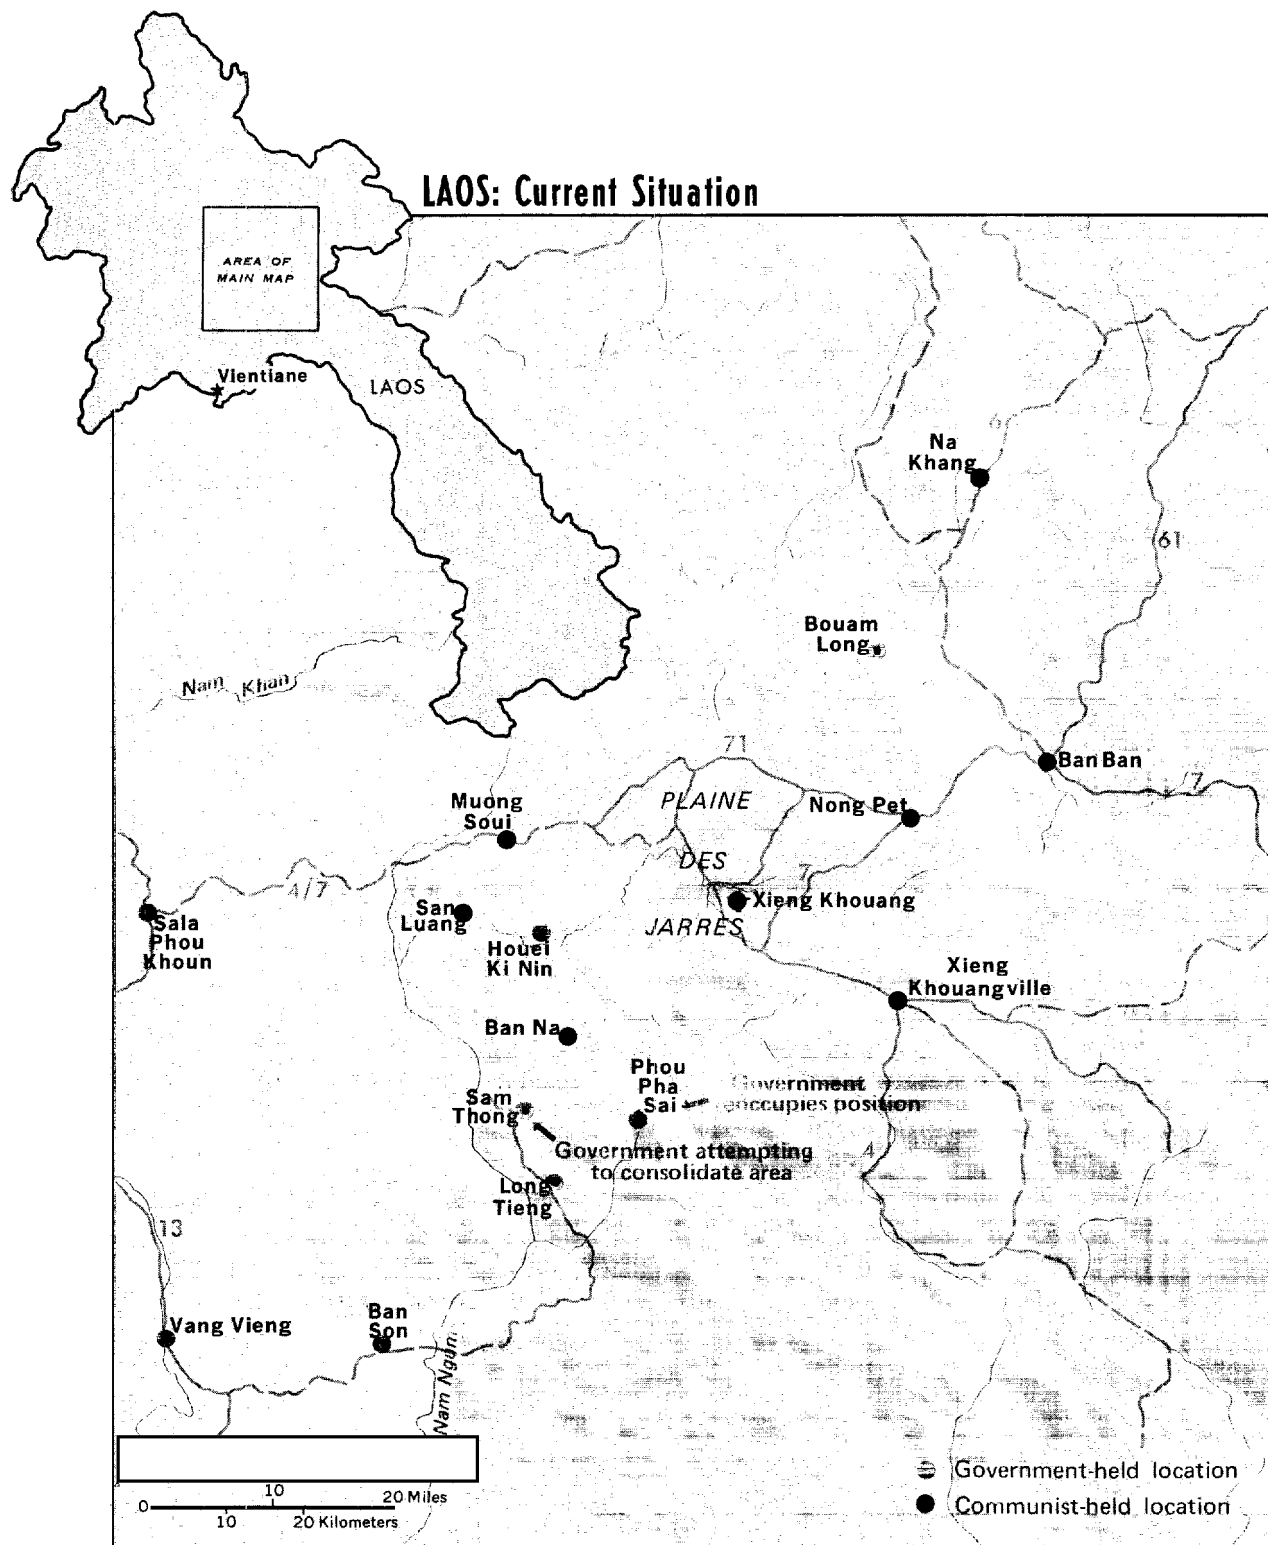 LAOS: Current Situation
AREA OF
MAIN MAP
Vientiane
LAOS
Na
Khang
6
61
Bouam
Long
Nam Khan
71
Ban Ban
7
Muong
Soui
PLAINE
DES
JARRES
Nong Pet
7
4/7
Sala
Phou
Khoun
San
Luang
Houei
Ki Nin
Xieng Khouang
Xieng
Khouangville
Ban Na
Phou
Pha
Sai
Government
occupies position
Sam
Thong
Government attempting
to consolidate area
4
Long
Tieng
13
Vang Vieng
Ban
Son
Nam Ngun
Government-held location
Communist-held location
0 10 20 Miles
10 20 Kilometers